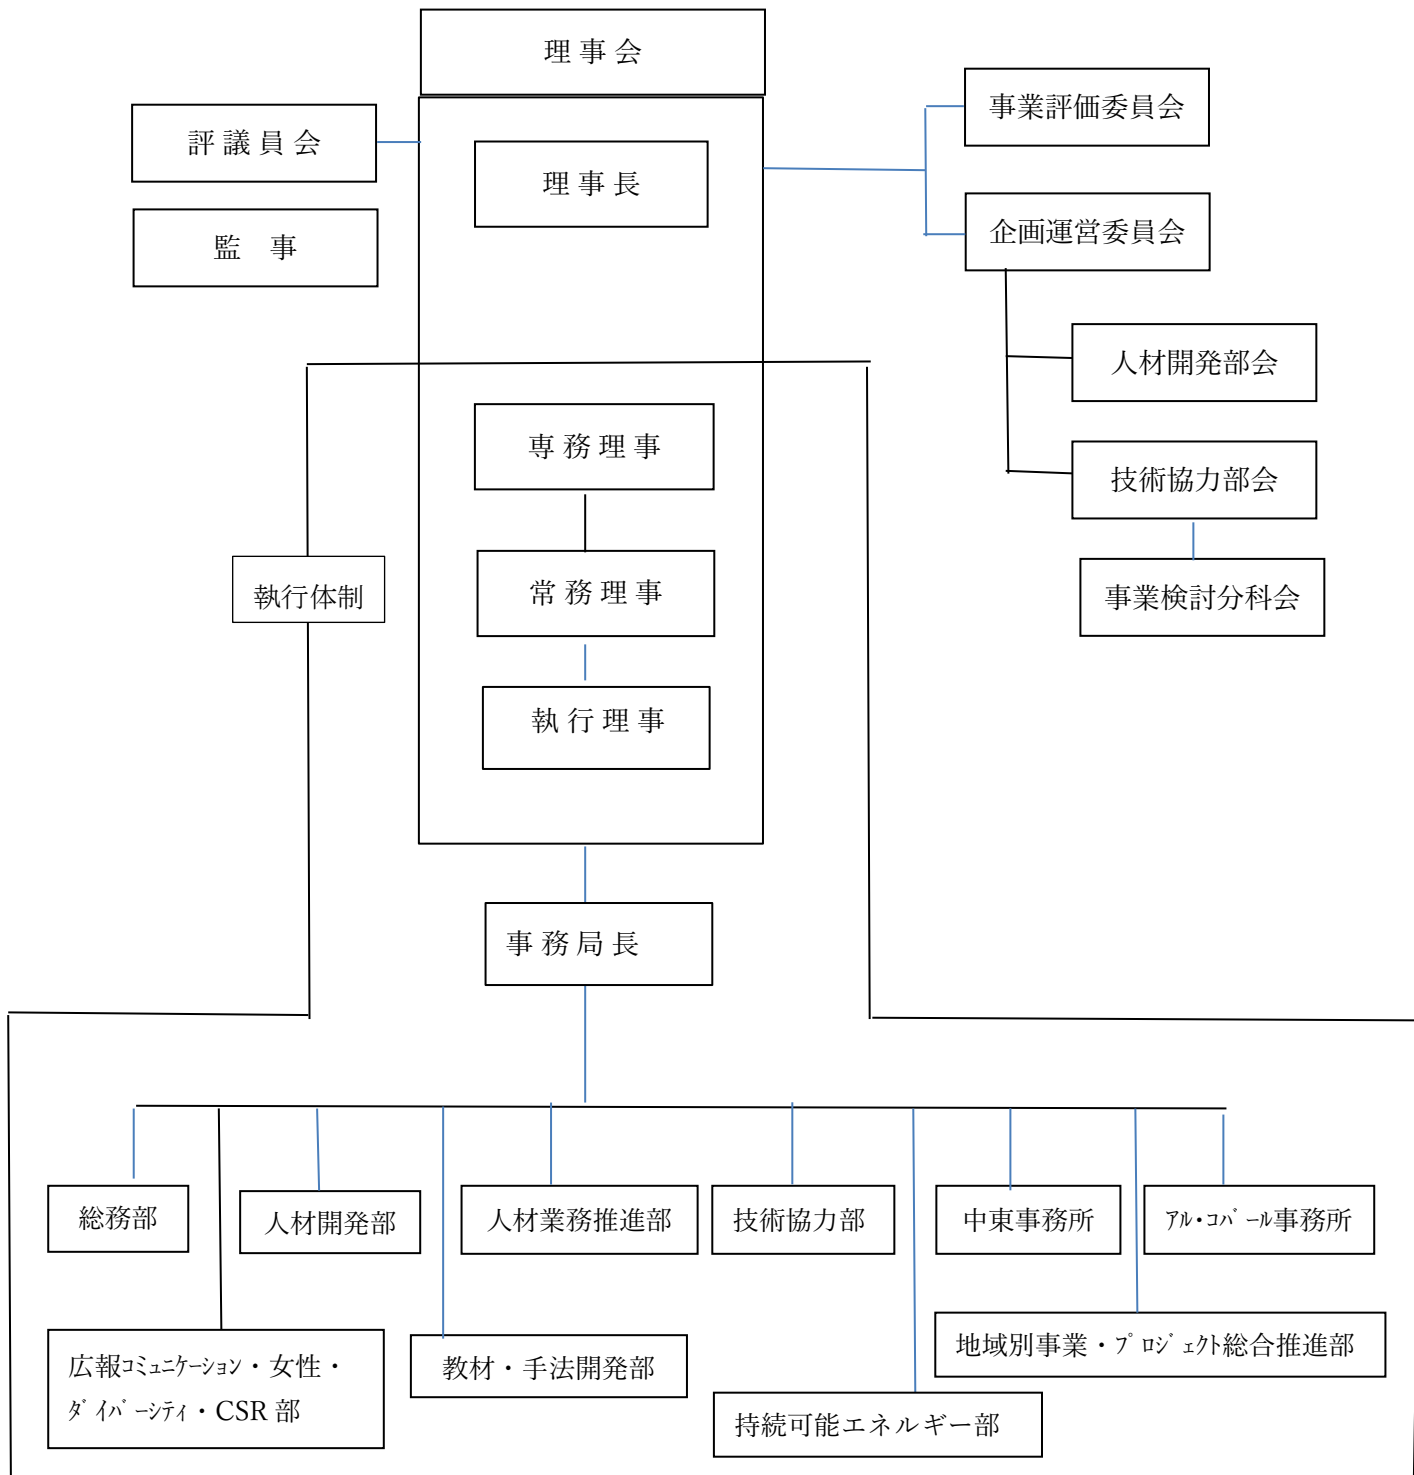 理 事 会
事業評価委員会
評 議 員 会
理 事 長
監　事
企画運営委員会
人材開発部会
専 務 理 事
技術協力部会
執行体制
常 務 理 事
事業検討分科会
執 行 理 事
事 務 局 長
総務部
人材開発部
人材業務推進部
技術協力部
中東事務所
ｱﾙ・ｺﾊﾞｰﾙ事務所
広報ｺﾐｭﾆｹｰｼｮﾝ・女性・
ﾀﾞｲﾊﾞｰｼﾃｨ・CSR 部
教材・手法開発部
持続可能エネルギー部
地域別事業・ﾌﾟﾛｼﾞｪｸﾄ総合推進部